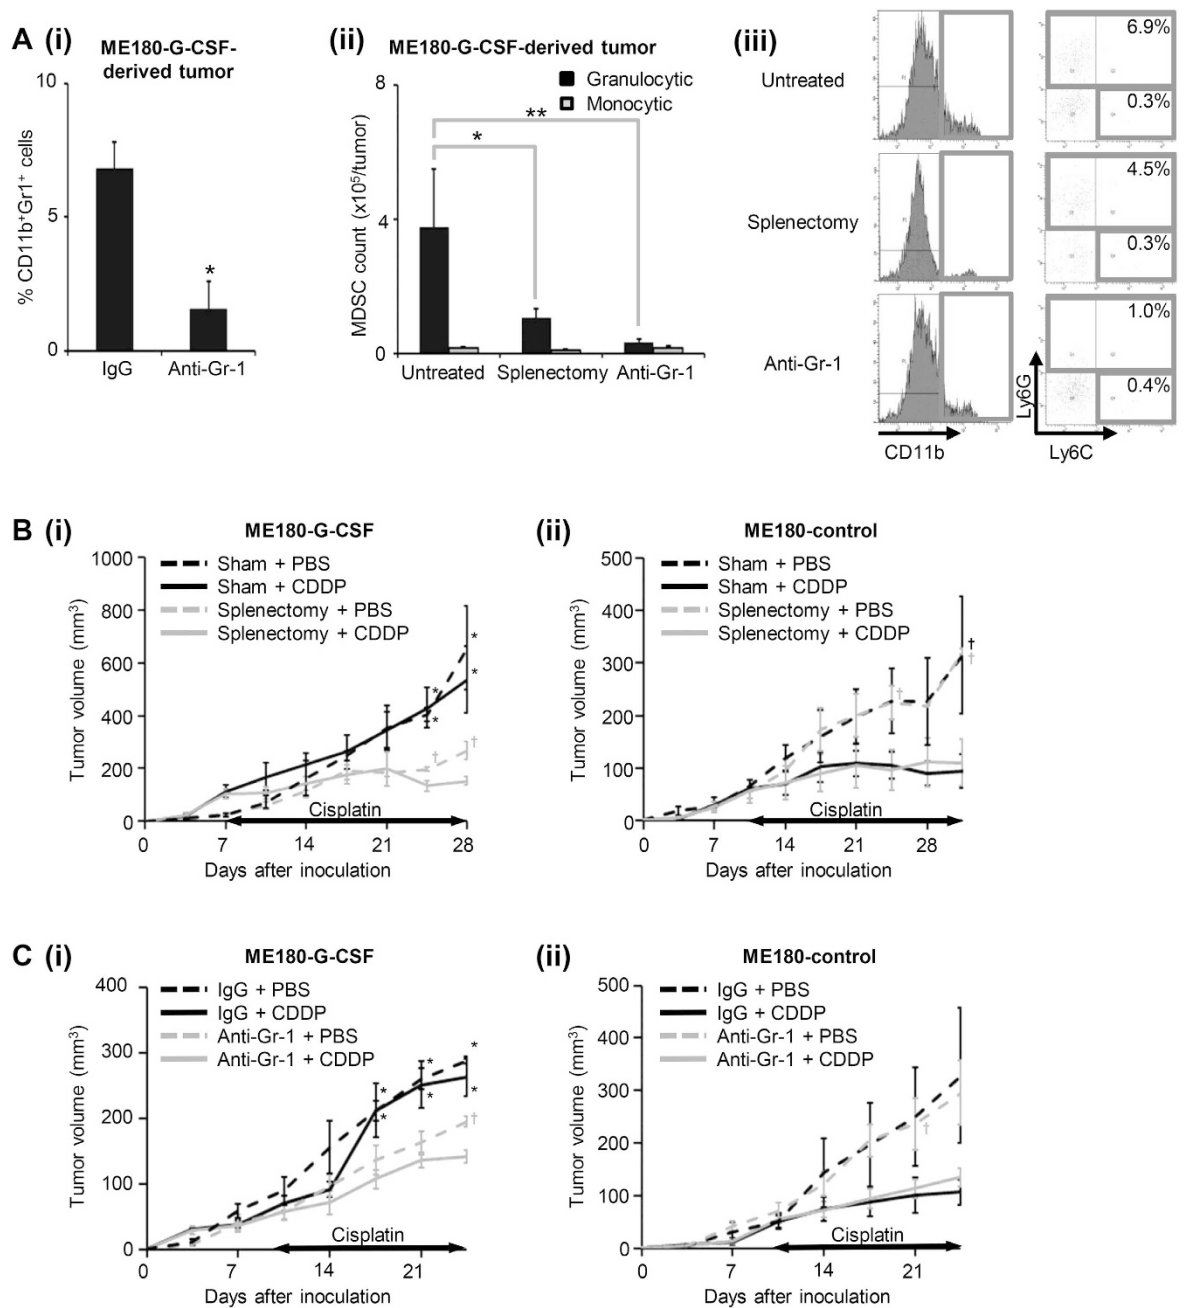 A (i)
ME180-G-CSF-
derived tumor
% CD11b⁺Gr1⁺ cells
10
5
0
*
IgG
Anti-Gr-1
(ii)
ME180-G-CSF-derived tumor
Granulocytic
Monocytic
MDSC count (x10⁵/tumor)
8
4
0
**
*
Untreated
Splenectomy
Anti-Gr-1
(iii)
Untreated
6.9%
0.3%
Splenectomy
4.5%
0.3%
Anti-Gr-1
1.0%
0.4%
CD11b
Ly6G
Ly6C
B (i)
ME180-G-CSF
Sham + PBS
Sham + CDDP
Splenectomy + PBS
Splenectomy + CDDP
Tumor volume (mm³)
1000
800
600
400
200
0
*
*
*
*
†
†
Cisplatin
0 7 14 21 28
Days after inoculation
(ii)
ME180-control
Sham + PBS
Sham + CDDP
Splenectomy + PBS
Splenectomy + CDDP
Tumor volume (mm³)
500
400
300
200
100
0
†
†
†
Cisplatin
0 7 14 21 28
Days after inoculation
C (i)
ME180-G-CSF
IgG + PBS
IgG + CDDP
Anti-Gr-1 + PBS
Anti-Gr-1 + CDDP
Tumor volume (mm³)
400
300
200
100
0
*
*
*
*
*
*
†
Cisplatin
0 7 14 21
Days after inoculation
(ii)
ME180-control
IgG + PBS
IgG + CDDP
Anti-Gr-1 + PBS
Anti-Gr-1 + CDDP
Tumor volume (mm³)
500
400
300
200
100
0
†
Cisplatin
0 7 14 21
Days after inoculation